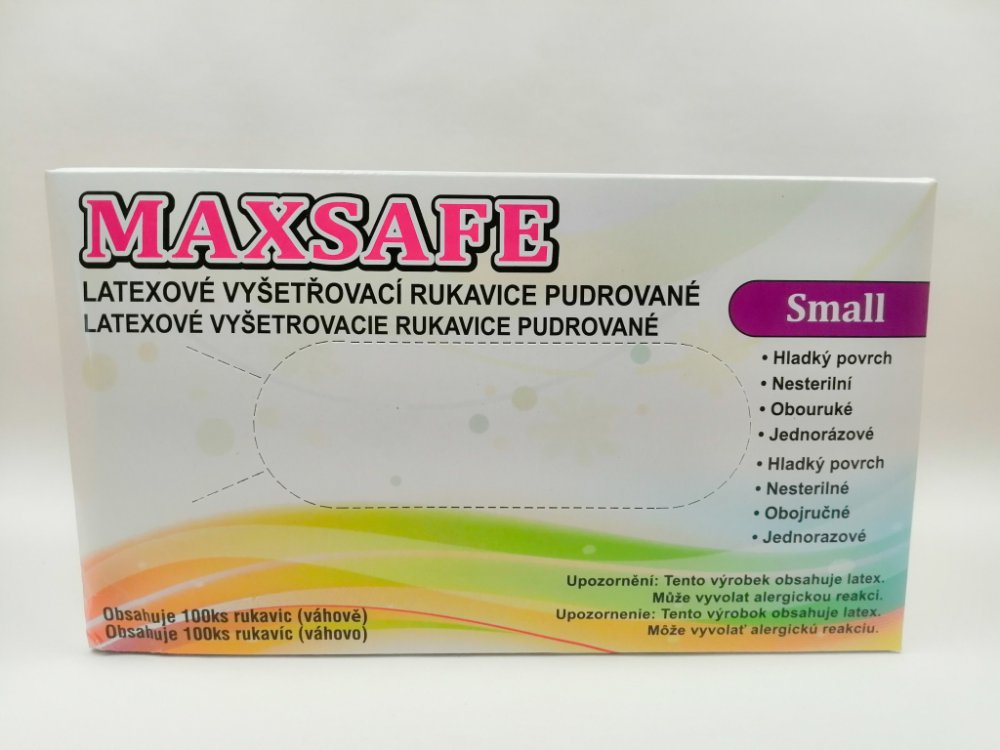 MAXSAFE
LATEXOVÉ VYŠETŘOVACÍ RUKAVICE PUDROVANÉ
LATEXOVÉ VYŠETROVACIE RUKAVICE PUDROVANÉ
Small
• Hladký povrch
• Nesterilní
• Obouruké
• Jednorázové
• Hladký povrch
• Nesterilné
• Obojručné
• Jednorazové
Upozornění: Tento výrobek obsahuje latex.
Může vyvolat alergickou reakci.
Upozornenie: Tento výrobok obsahuje latex.
Môže vyvolať alergickú reakciu.
Obsahuje 100ks rukavic (váhově)
Obsahuje 100ks rukavíc (váhovo)